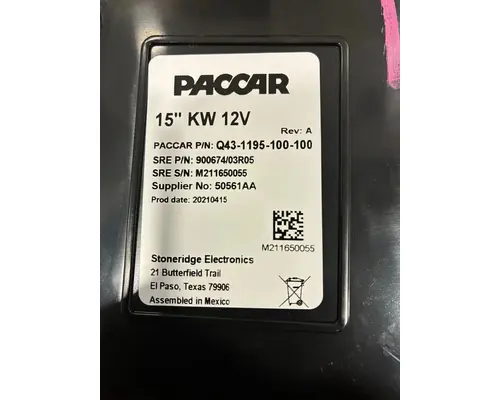 PACCAR
15" KW 12V
Rev: A
PACCAR P/N: Q43-1195-100-100
SRE P/N: 900674/03R05
SRE S/N: M211650055
Supplier No: 50561AA
Prod date: 20210415
M211650055
Stoneridge Electronics
21 Butterfield Trail
El Paso, Texas 79906
Assembled in Mexico